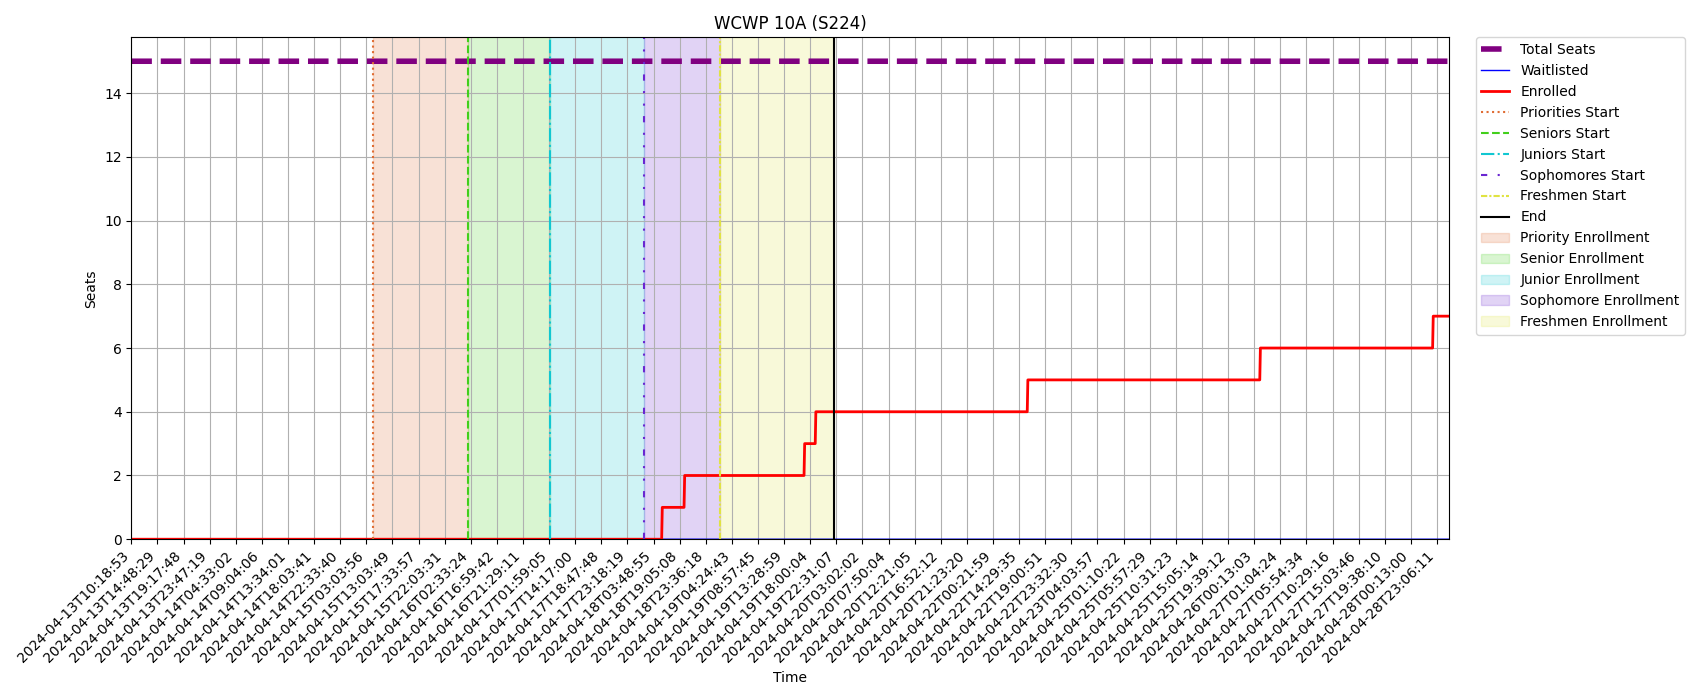 WCWP 10A (S224)
Seats
14
12
10
8
6
4
2
0
2024-04-13T10:18:53
2024-04-13T14:48:29
2024-04-13T19:17:48
2024-04-13T23:47:19
2024-04-14T04:33:02
2024-04-14T09:04:06
2024-04-14T13:34:01
2024-04-14T18:03:41
2024-04-14T22:33:40
2024-04-15T03:03:56
2024-04-15T13:03:49
2024-04-15T17:33:57
2024-04-15T22:03:31
2024-04-16T02:33:24
2024-04-16T16:59:42
2024-04-16T21:29:11
2024-04-17T01:59:05
2024-04-17T14:17:00
2024-04-17T18:47:48
2024-04-17T23:18:19
2024-04-18T03:48:55
2024-04-18T19:05:08
2024-04-18T23:36:18
2024-04-19T04:24:43
2024-04-19T08:57:45
2024-04-19T13:28:59
2024-04-19T18:00:04
2024-04-19T22:31:07
2024-04-20T03:02:02
2024-04-20T07:50:04
2024-04-20T12:21:05
2024-04-20T16:52:12
2024-04-20T21:23:20
2024-04-22T00:21:59
2024-04-22T14:29:35
2024-04-22T19:00:51
2024-04-22T23:32:30
2024-04-23T04:03:57
2024-04-25T01:10:22
2024-04-25T05:57:29
2024-04-25T10:31:23
2024-04-25T15:05:14
2024-04-25T19:39:12
2024-04-26T00:13:03
2024-04-27T01:04:24
2024-04-27T05:54:34
2024-04-27T10:29:16
2024-04-27T15:03:46
2024-04-27T19:38:10
2024-04-28T00:13:00
2024-04-28T23:06:11
Time
Total Seats
Waitlisted
Enrolled
Priorities Start
Seniors Start
Juniors Start
Sophomores Start
Freshmen Start
End
Priority Enrollment
Senior Enrollment
Junior Enrollment
Sophomore Enrollment
Freshmen Enrollment